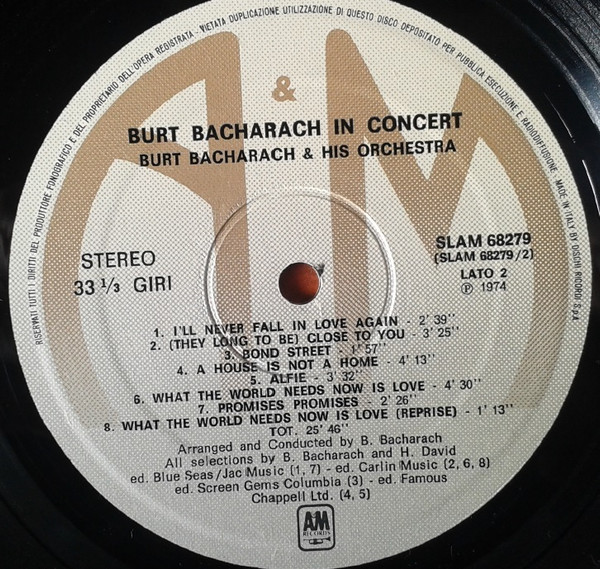 RISERVATI TUTTI I DIRITTI DEL PRODUTTORE FONOGRAFICO E DEL PROPRIETARIO DELL'OPERA REGISTRATA - VIETATA DUPLICAZIONE UTILIZZAZIONE DI QUESTO DISCO DEPOSITATO PER PUBBLICA ESECUZIONE E RADIODIFFUSIONE. MADE IN ITALY BY DISCHI RICORDI S.p.A.
A & M
BURT BACHARACH IN CONCERT
BURT BACHARACH & HIS ORCHESTRA
STEREO
33 ⅓ GIRI
SLAM 68279
(SLAM 68279/2)
LATO 2
℗ 1974
1. I'LL NEVER FALL IN LOVE AGAIN - 2' 39''
2. (THEY LONG TO BE) CLOSE TO YOU - 3' 25''
3. BOND STREET - 1' 57''
4. A HOUSE IS NOT A HOME - 4' 13''
5. ALFIE - 3' 32''
6. WHAT THE WORLD NEEDS NOW IS LOVE - 4' 30''
7. PROMISES PROMISES - 2' 26''
8. WHAT THE WORLD NEEDS NOW IS LOVE (REPRISE) - 1' 13''
TOT. 25' 46''
Arranged and Conducted by B. Bacharach
All selections by B. Bacharach and H. David
ed. Blue Seas/Jac Music (1, 7) - ed. Carlin Music (2, 6, 8)
ed. Screen Gems Columbia (3) - ed. Famous
Chappell Ltd. (4, 5)
A&M
RECORDS